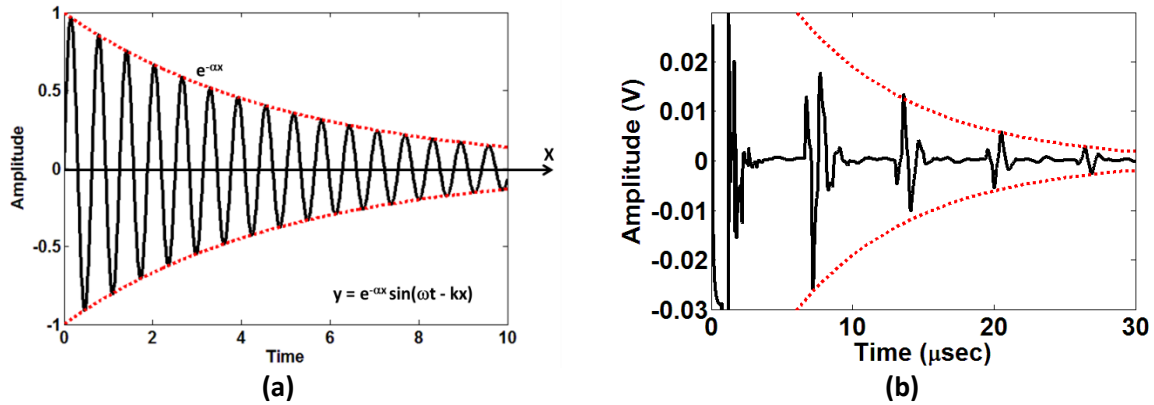 1
0.5
0
-0.5
-1
Amplitude
e^-αx
X
y = e^-αx sin(ωt - kx)
0 2 4 6 8 10
Time
(a)
0.02
0.01
0
-0.01
-0.02
-0.03
Amplitude (V)
0 10 20 30
Time (μsec)
(b)